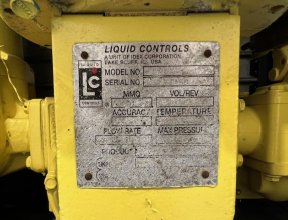 LIQUID CONTROLS
A UNIT OF IDEX CORPORATION
LAKE BLUFF, ILL. USA
LC
MODEL NO
SERIAL NO
MMQ VOL/REV
ACCURACY TEMPERATURE
FLOW RATE MAX PRESSURE
PRODUCT